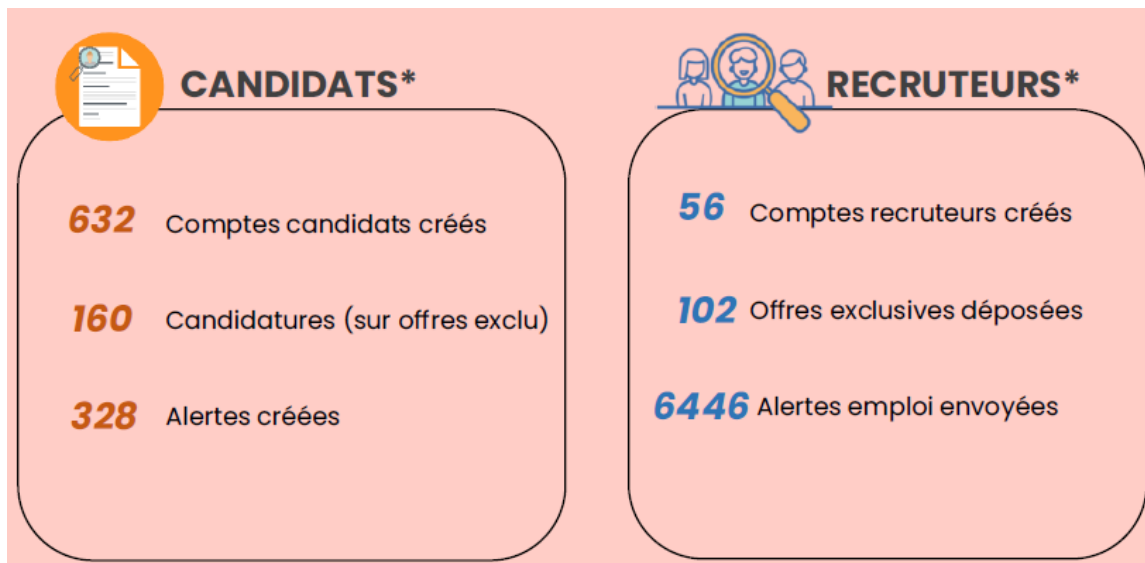 CANDIDATS*
632 Comptes candidats créés
160 Candidatures (sur offres exclu)
328 Alertes créées
RECRUTEURS*
56 Comptes recruteurs créés
102 Offres exclusives déposées
6446 Alertes emploi envoyées